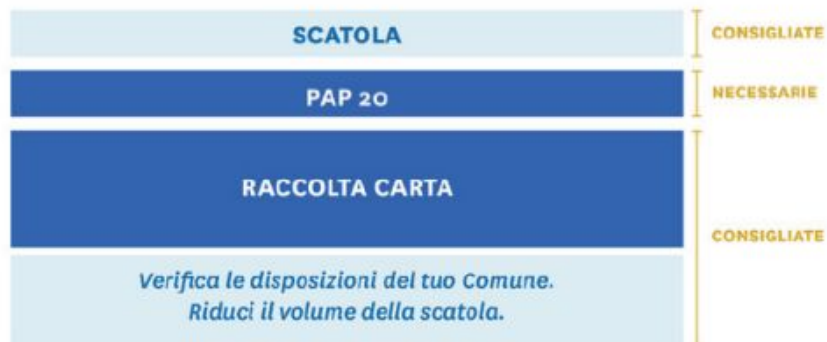 SCATOLA
CONSIGLIATE
PAP 20
NECESSARIE
RACCOLTA CARTA
CONSIGLIATE
Verifica le disposizioni del tuo Comune.
Riduci il volume della scatola.